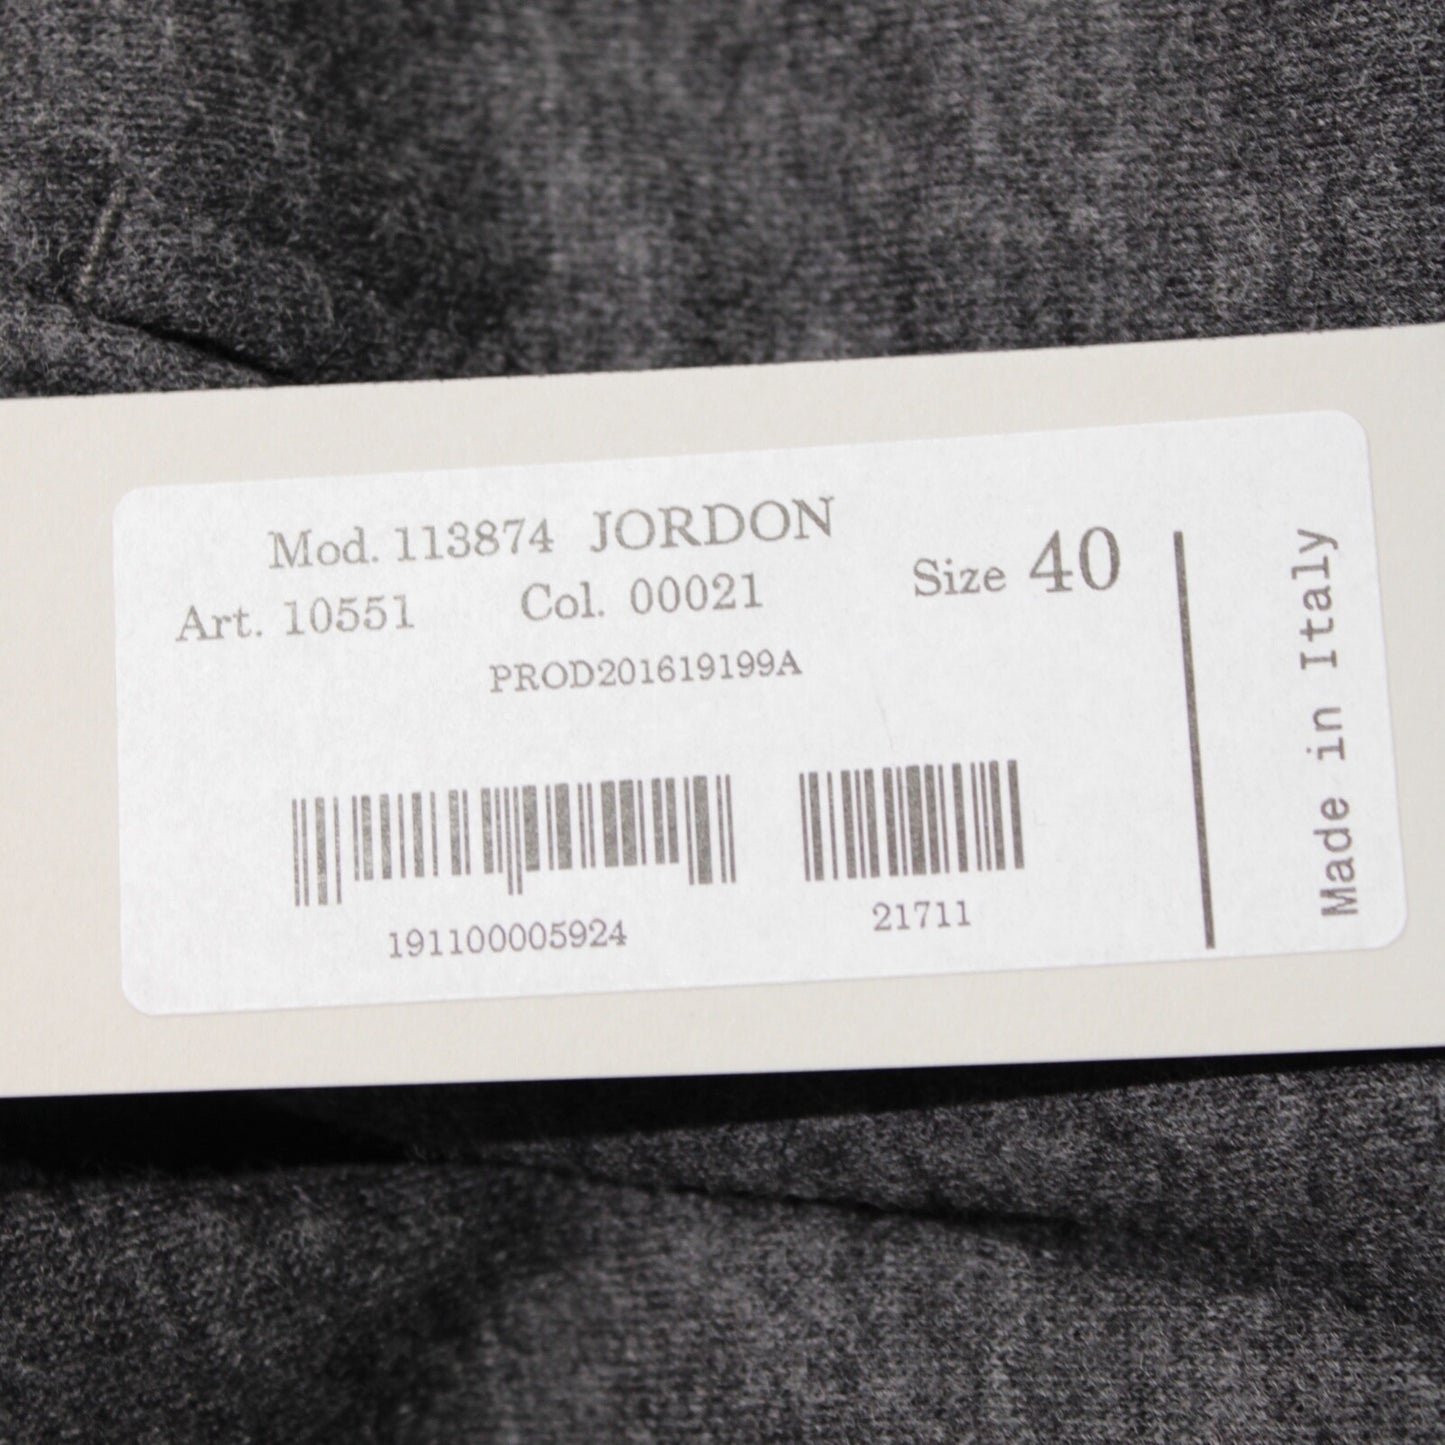 Mod. 113874 JORDON
Art. 10551 Col. 00021 Size 40
PROD201619199A
191100005924 21711
Made in Italy